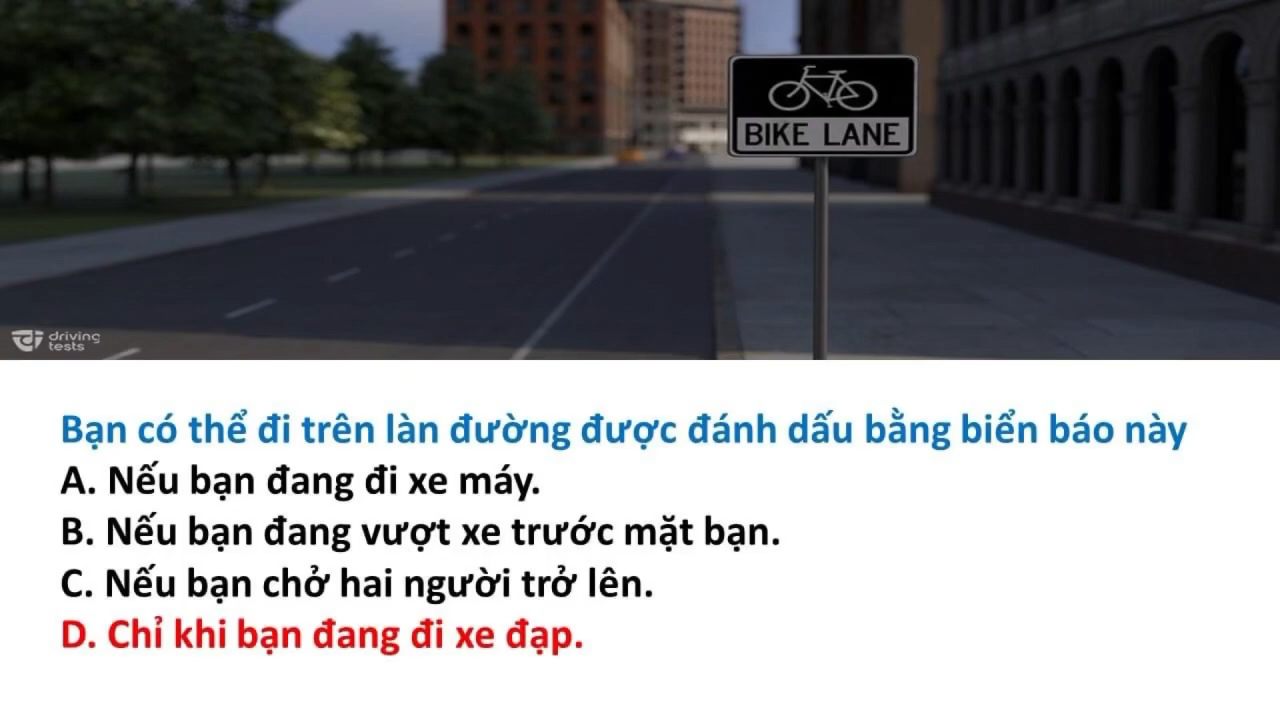 BIKE LANE
driving
tests
Bạn có thể đi trên làn đường được đánh dấu bằng biển báo này
A. Nếu bạn đang đi xe máy.
B. Nếu bạn đang vượt xe trước mặt bạn.
C. Nếu bạn chở hai người trở lên.
D. Chỉ khi bạn đang đi xe đạp.